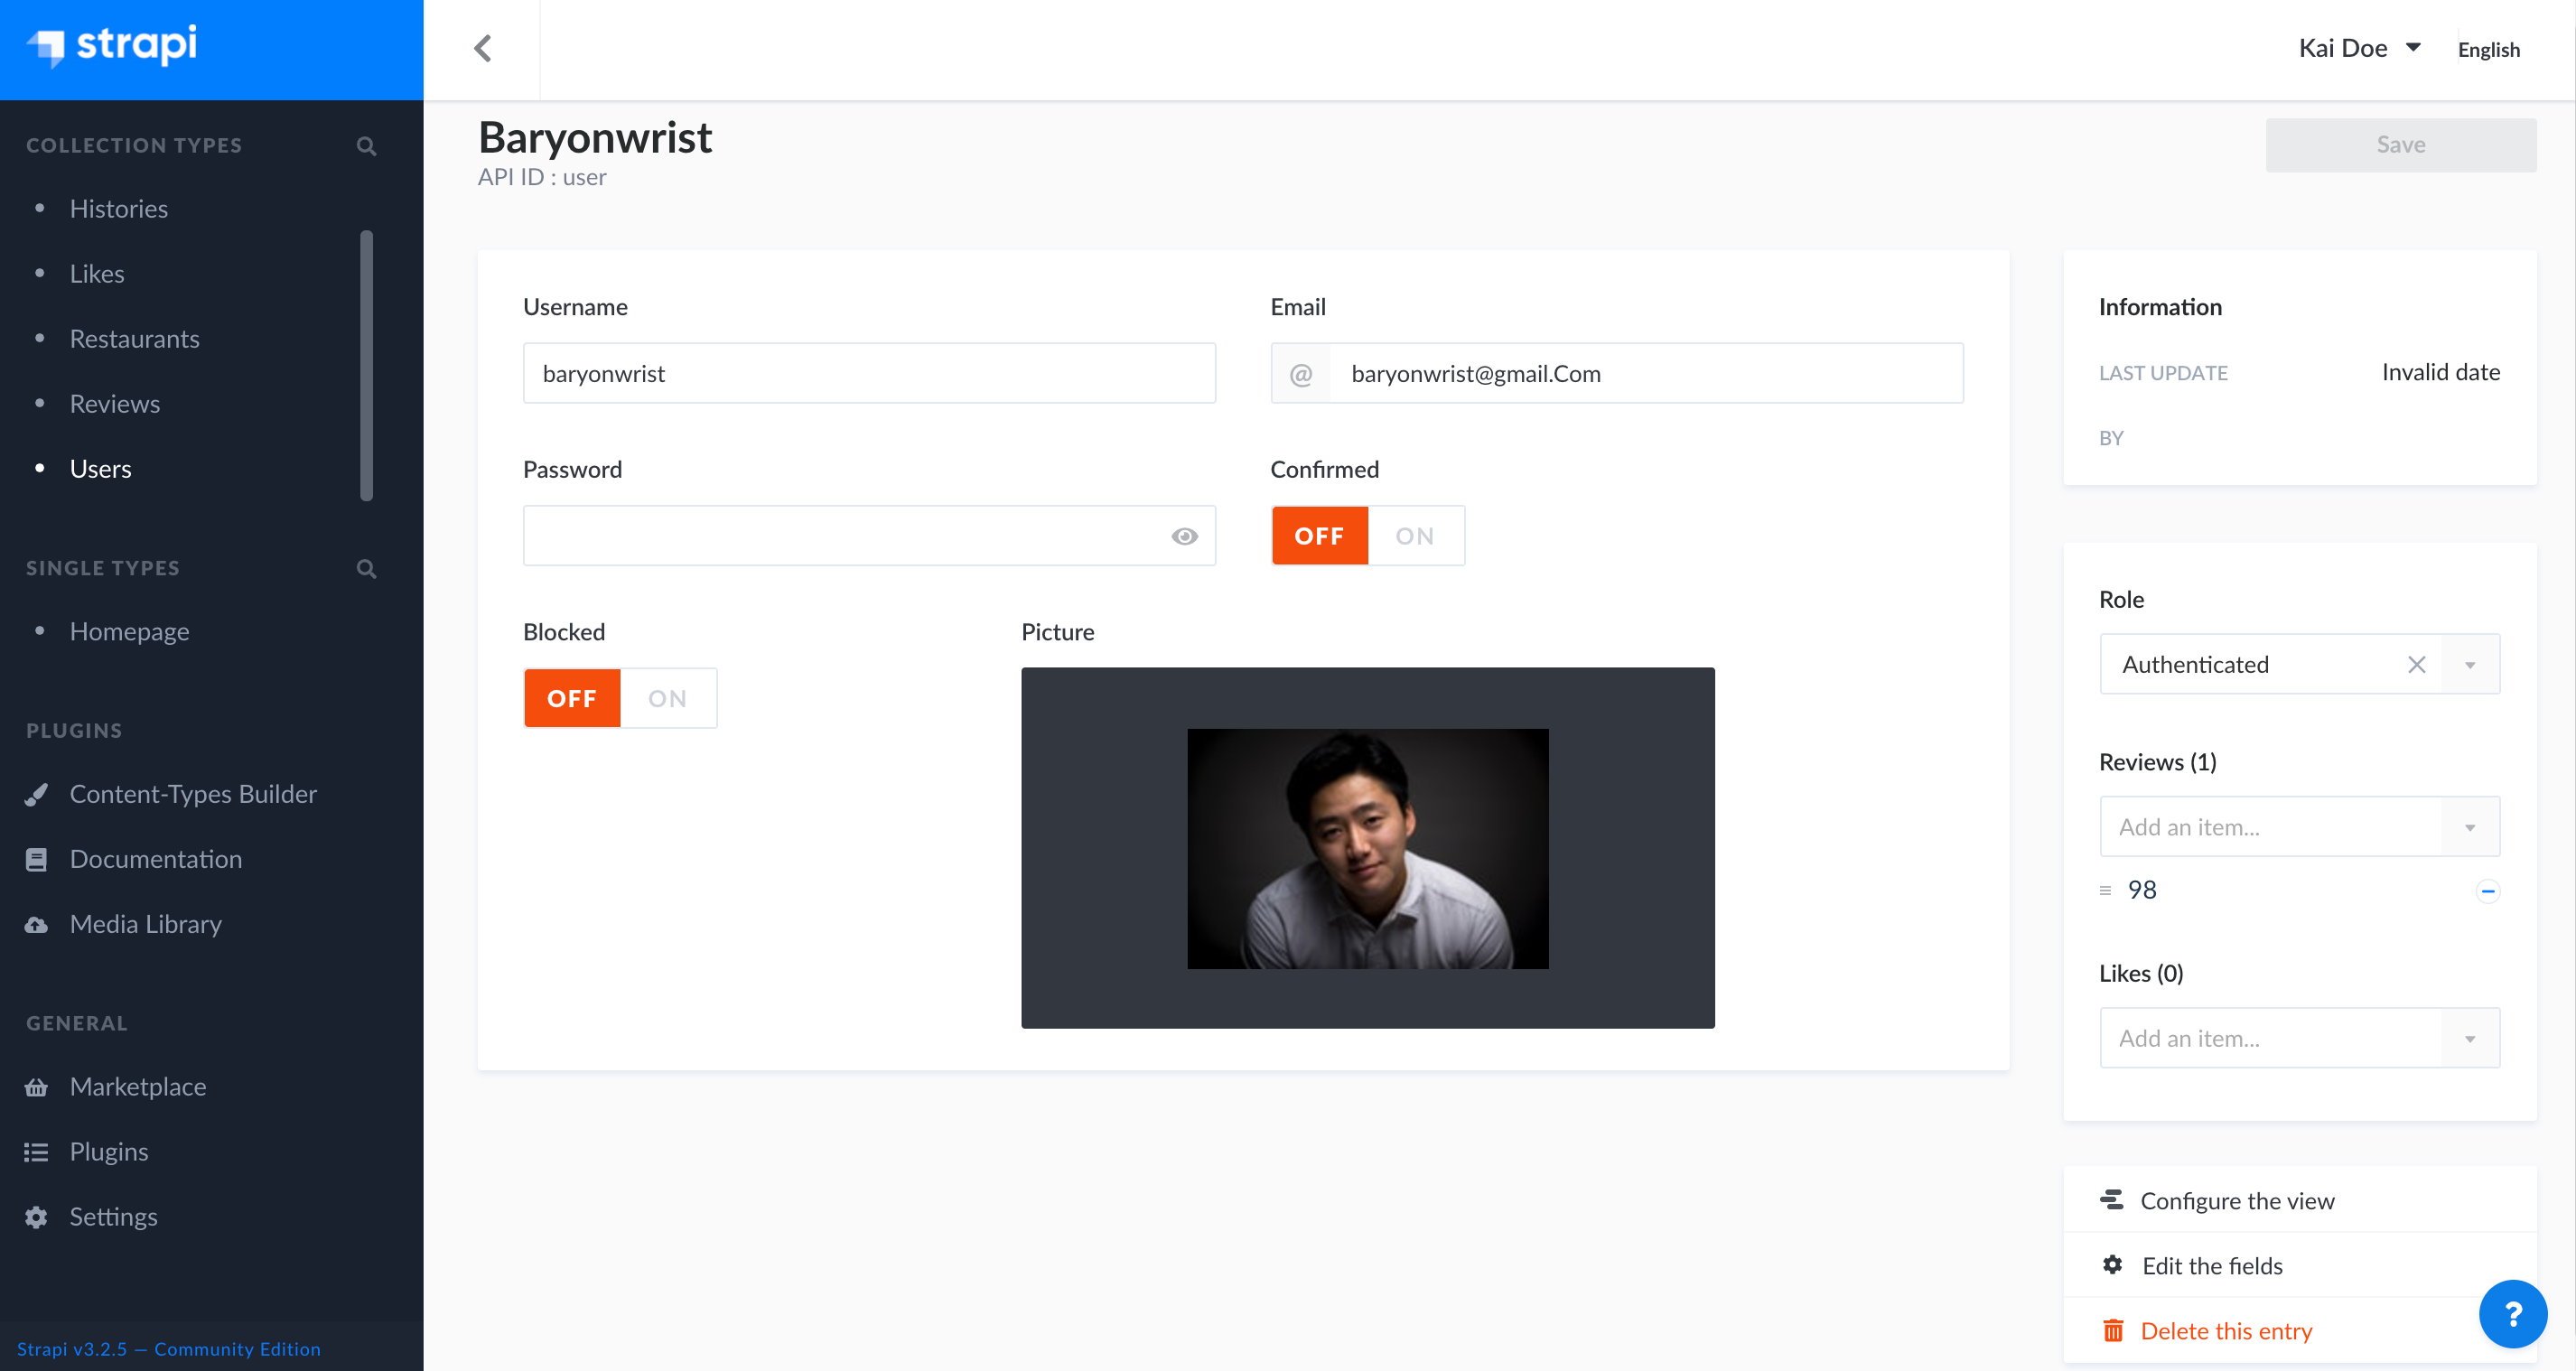 strapi
Kai Doe
English
COLLECTION TYPES
Histories
Likes
Restaurants
Reviews
Users
SINGLE TYPES
Homepage
PLUGINS
Content-Types Builder
Documentation
Media Library
GENERAL
Marketplace
Plugins
Settings
Strapi v3.2.5 — Community Edition
Baryonwrist
API ID : user
Save
Username
baryonwrist
Email
@ baryonwrist@gmail.Com
Password
Confirmed
OFF ON
Blocked
OFF ON
Picture
Information
LAST UPDATE Invalid date
BY
Role
Authenticated
Reviews (1)
Add an item...
98
Likes (0)
Add an item...
Configure the view
Edit the fields
Delete this entry
?